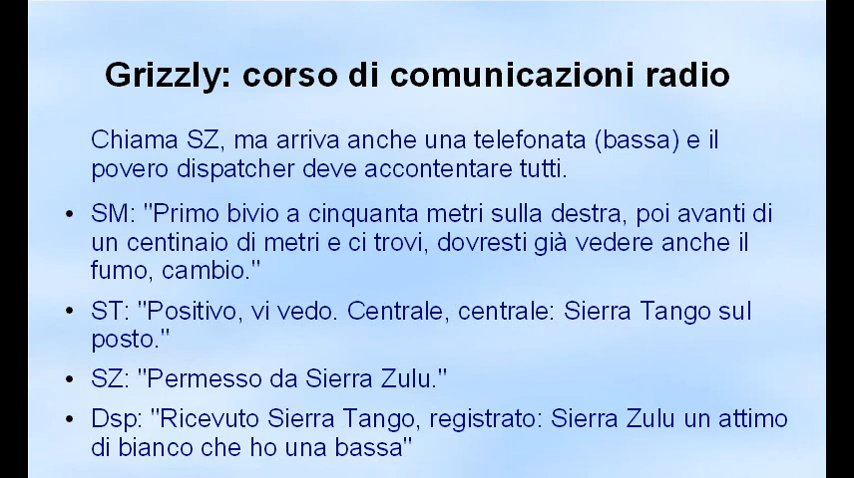 Grizzly: corso di comunicazioni radio
Chiama SZ, ma arriva anche una telefonata (bassa) e il
povero dispatcher deve accontentare tutti.
• SM: "Primo bivio a cinquanta metri sulla destra, poi avanti di
un centinaio di metri e ci trovi, dovresti già vedere anche il
fumo, cambio."
• ST: "Positivo, vi vedo. Centrale, centrale: Sierra Tango sul
posto."
• SZ: "Permesso da Sierra Zulu."
• Dsp: "Ricevuto Sierra Tango, registrato: Sierra Zulu un attimo
di bianco che ho una bassa"